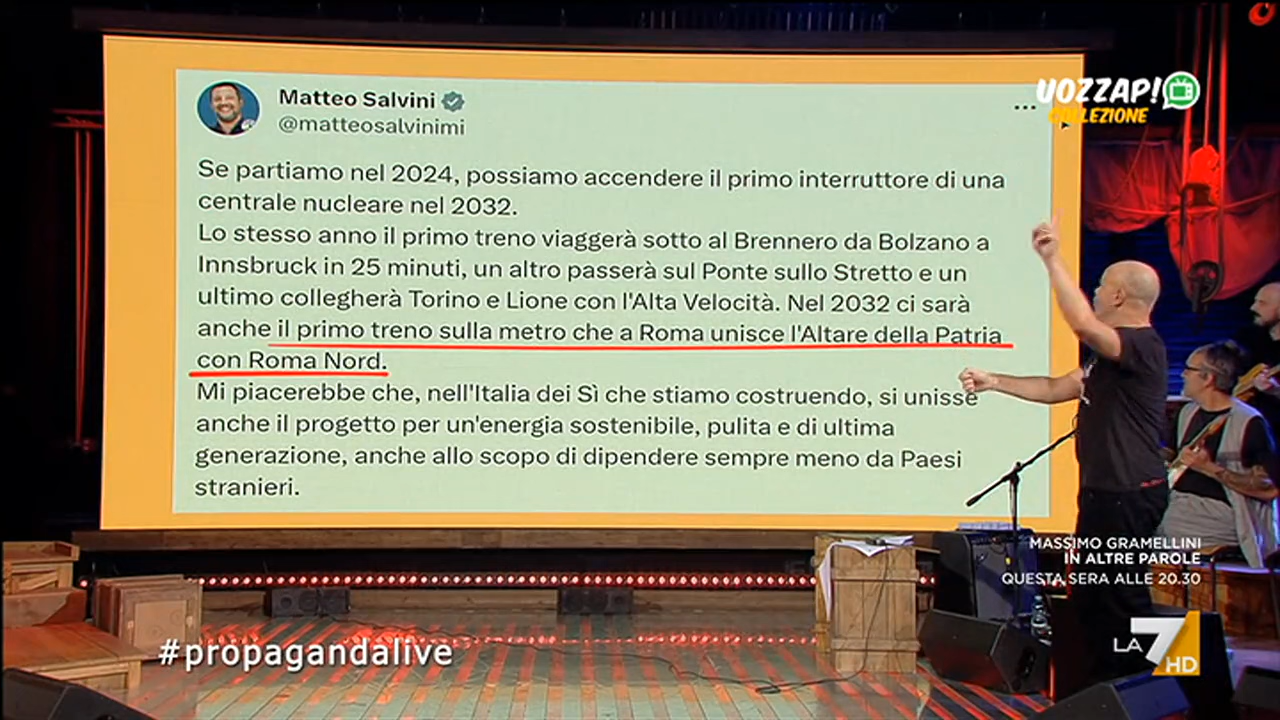 Matteo Salvini
@matteosalvinimi
...
Se partiamo nel 2024, possiamo accendere il primo interruttore di una
centrale nucleare nel 2032.
Lo stesso anno il primo treno viaggerà sotto al Brennero da Bolzano a
Innsbruck in 25 minuti, un altro passerà sul Ponte sullo Stretto e un
ultimo collegherà Torino e Lione con l'Alta Velocità. Nel 2032 ci sarà
anche il primo treno sulla metro che a Roma unisce l'Altare della Patria
con Roma Nord.
Mi piacerebbe che, nell'Italia dei Sì che stiamo costruendo, si unisse
anche il progetto per un'energia sostenibile, pulita e di ultima
generazione, anche allo scopo di dipendere sempre meno da Paesi
stranieri.
UOZZAP!
COLLEZIONE
MASSIMO GRAMELLINI
IN ALTRE PAROLE
QUESTA SERA ALLE 20.30
#propagandalive
LA 7 HD